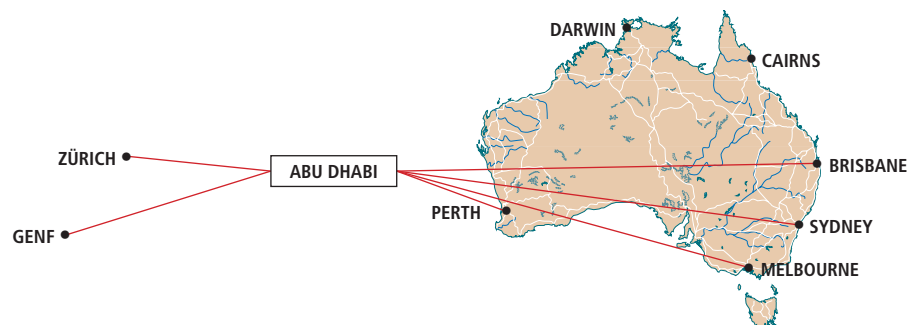 DARWIN
CAIRNS
ZÜRICH
ABU DHABI
BRISBANE
PERTH
GENF
SYDNEY
MELBOURNE